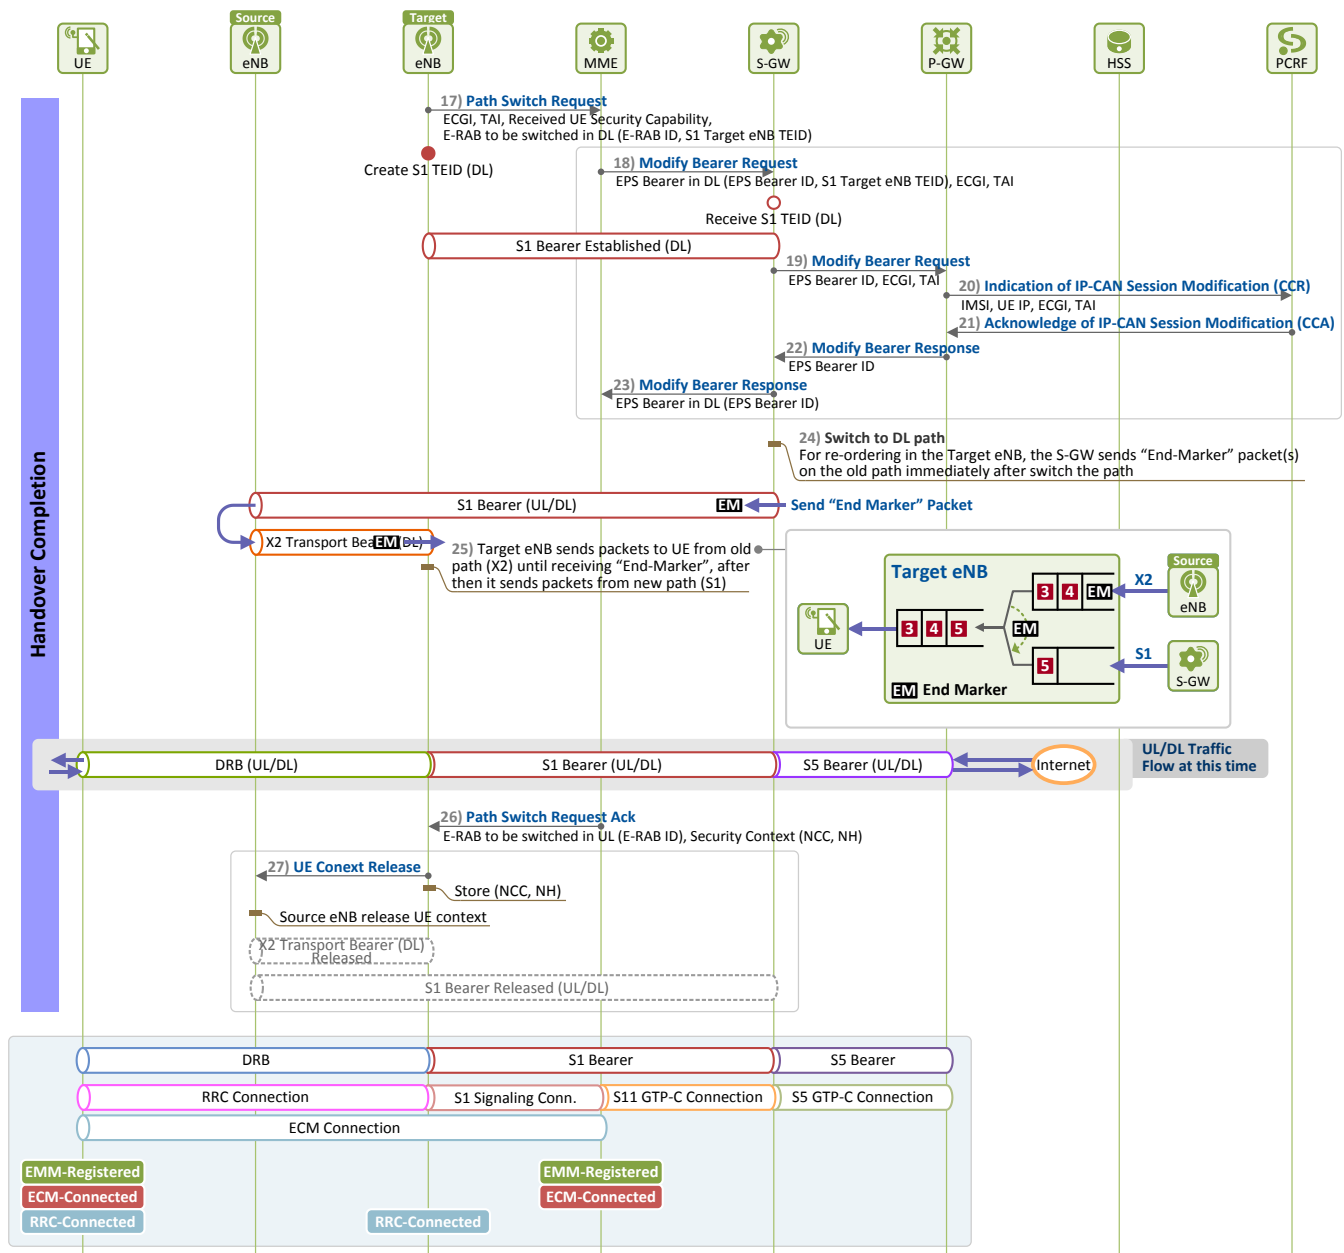 Source
Target
UE
eNB
eNB
MME
S-GW
P-GW
HSS
PCRF
Handover Completion
17) Path Switch Request
ECGI, TAI, Received UE Security Capability,
E-RAB to be switched in DL (E-RAB ID, S1 Target eNB TEID)
Create S1 TEID (DL)
18) Modify Bearer Request
EPS Bearer in DL (EPS Bearer ID, S1 Target eNB TEID), ECGI, TAI
Receive S1 TEID (DL)
S1 Bearer Established (DL)
19) Modify Bearer Request
EPS Bearer ID, ECGI, TAI
20) Indication of IP-CAN Session Modification (CCR)
IMSI, UE IP, ECGI, TAI
21) Acknowledge of IP-CAN Session Modification (CCA)
22) Modify Bearer Response
EPS Bearer ID
23) Modify Bearer Response
EPS Bearer in DL (EPS Bearer ID)
24) Switch to DL path
For re-ordering in the Target eNB, the S-GW sends “End-Marker” packet(s)
on the old path immediately after switch the path
S1 Bearer (UL/DL)
EM
Send “End Marker” Packet
X2 Transport Bearer (DL)
EM
25) Target eNB sends packets to UE from old
path (X2) until receiving “End-Marker”, after
then it sends packets from new path (S1)
Target eNB
Source
eNB
X2
3 4 EM
UE
3 4 5
EM
S1
5
S-GW
EM End Marker
DRB (UL/DL)
S1 Bearer (UL/DL)
S5 Bearer (UL/DL)
Internet
UL/DL Traffic
Flow at this time
26) Path Switch Request Ack
E-RAB to be switched in UL (E-RAB ID), Security Context (NCC, NH)
27) UE Conext Release
Store (NCC, NH)
Source eNB release UE context
X2 Transport Bearer (DL)
Released
S1 Bearer Released (UL/DL)
DRB
S1 Bearer
S5 Bearer
RRC Connection
S1 Signaling Conn.
S11 GTP-C Connection
S5 GTP-C Connection
ECM Connection
EMM-Registered
EMM-Registered
ECM-Connected
ECM-Connected
RRC-Connected
RRC-Connected